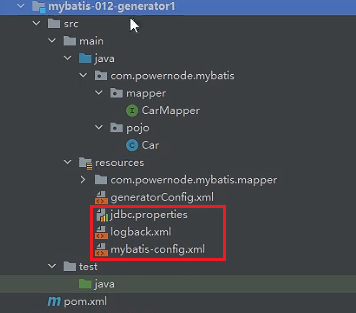 mybatis-012-generator1
src
main
java
com.powernode.mybatis
mapper
CarMapper
pojo
Car
resources
com.powernode.mybatis.mapper
generatorConfig.xml
jdbc.properties
logback.xml
mybatis-config.xml
test
java
pom.xml